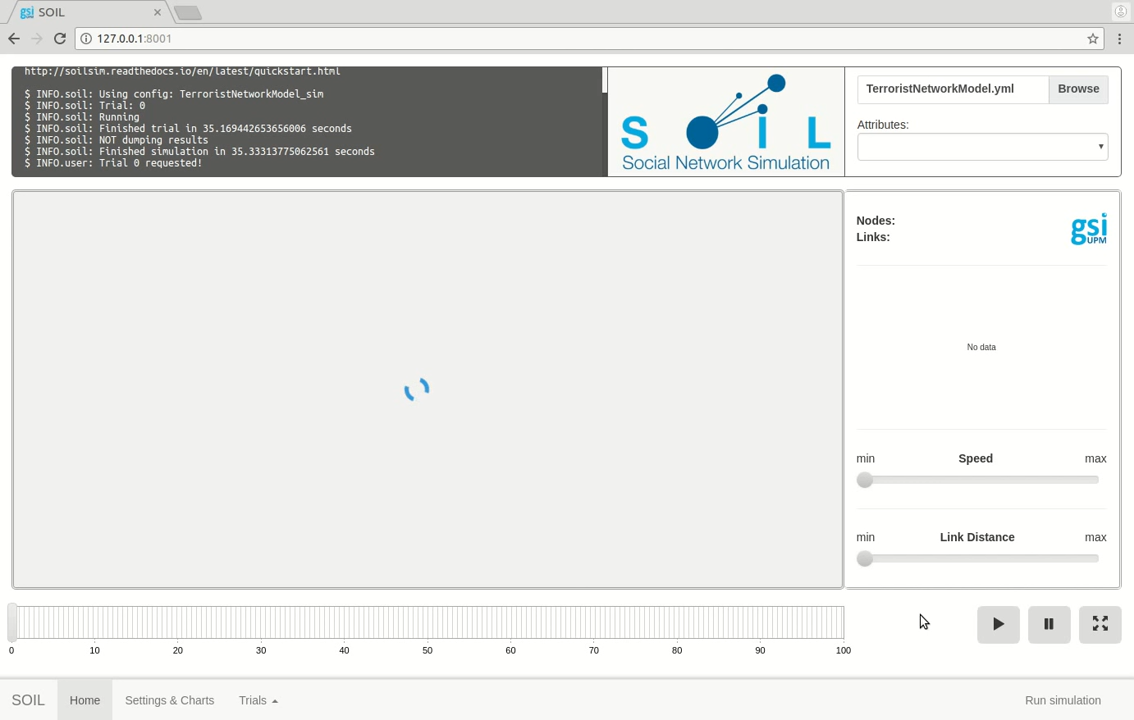 gsi SOIL
127.0.0.1:8001
http://soilsim.readthedocs.io/en/latest/quickstart.html
$ INFO.soil: Using config: TerroristNetworkModel_sim
$ INFO.soil: Trial: 0
$ INFO.soil: Running
$ INFO.soil: Finished trial in 35.169442653656006 seconds
$ INFO.soil: NOT dumping results
$ INFO.soil: Finished simulation in 35.33313775062561 seconds
$ INFO.user: Trial 0 requested!
S O I L
Social Network Simulation
TerroristNetworkModel.yml Browse
Attributes:
Nodes:
Links:
gsi
UPM
No data
min Speed max
min Link Distance max
0 10 20 30 40 50 60 70 80 90 100
SOIL Home Settings & Charts Trials Run simulation